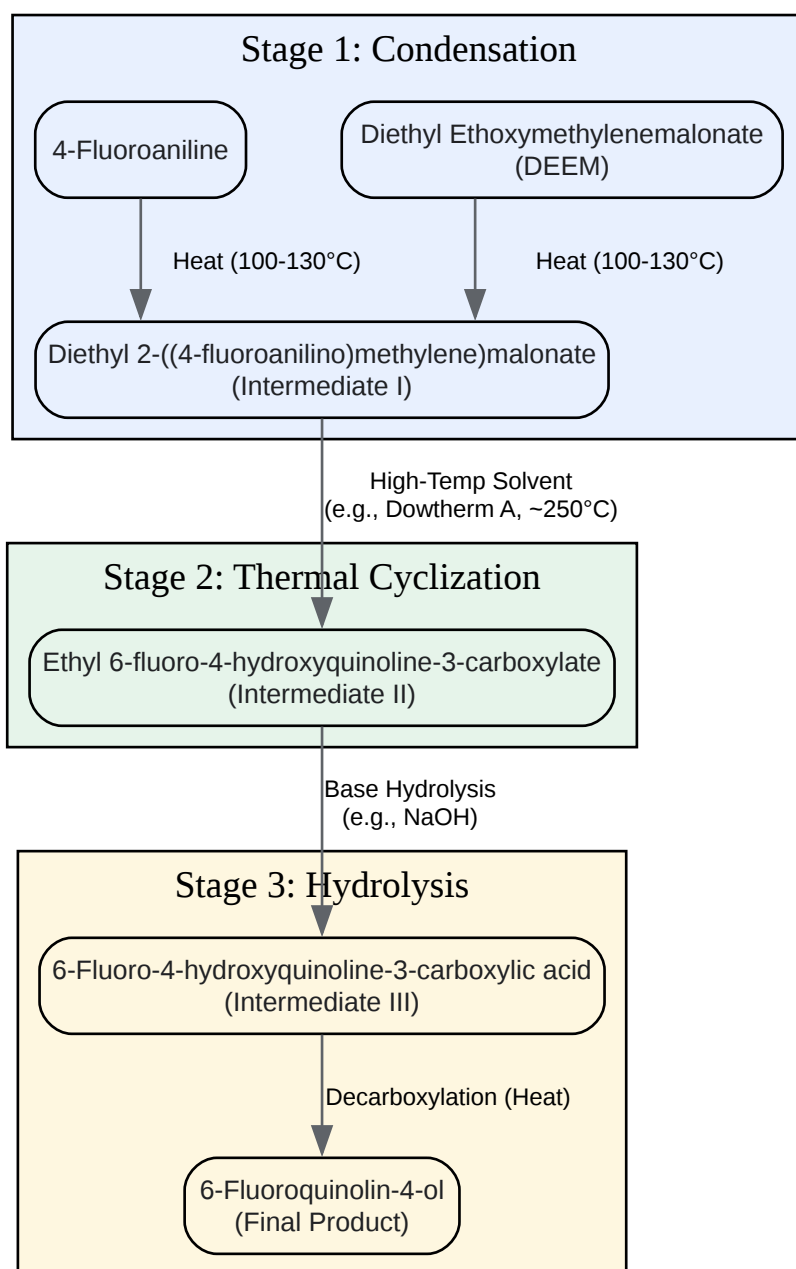 Stage 1: Condensation
4-Fluoroaniline
Diethyl Ethoxymethylenemalonate
(DEEM)
Heat (100-130°C)
Heat (100-130°C)
Diethyl 2-((4-fluoroanilino)methylene)malonate
(Intermediate I)
High-Temp Solvent
(e.g., Dowtherm A, ~250°C)
Stage 2: Thermal Cyclization
Ethyl 6-fluoro-4-hydroxyquinoline-3-carboxylate
(Intermediate II)
Base Hydrolysis
(e.g., NaOH)
Stage 3: Hydrolysis
6-Fluoro-4-hydroxyquinoline-3-carboxylic acid
(Intermediate III)
Decarboxylation (Heat)
6-Fluoroquinolin-4-ol
(Final Product)